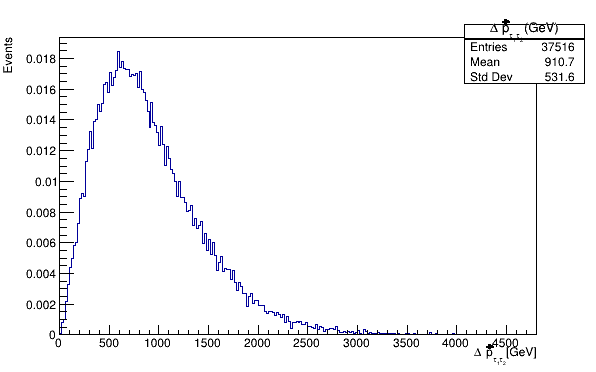 Δ p⃗τ₁τ₂ (GeV)
Entries 37516
Mean 910.7
Std Dev 531.6
Events
0.018
0.016
0.014
0.012
0.01
0.008
0.006
0.004
0.002
0
0 500 1000 1500 2000 2500 3000 3500 4000 4500
Δ p⃗τ₁τ₂ [GeV]